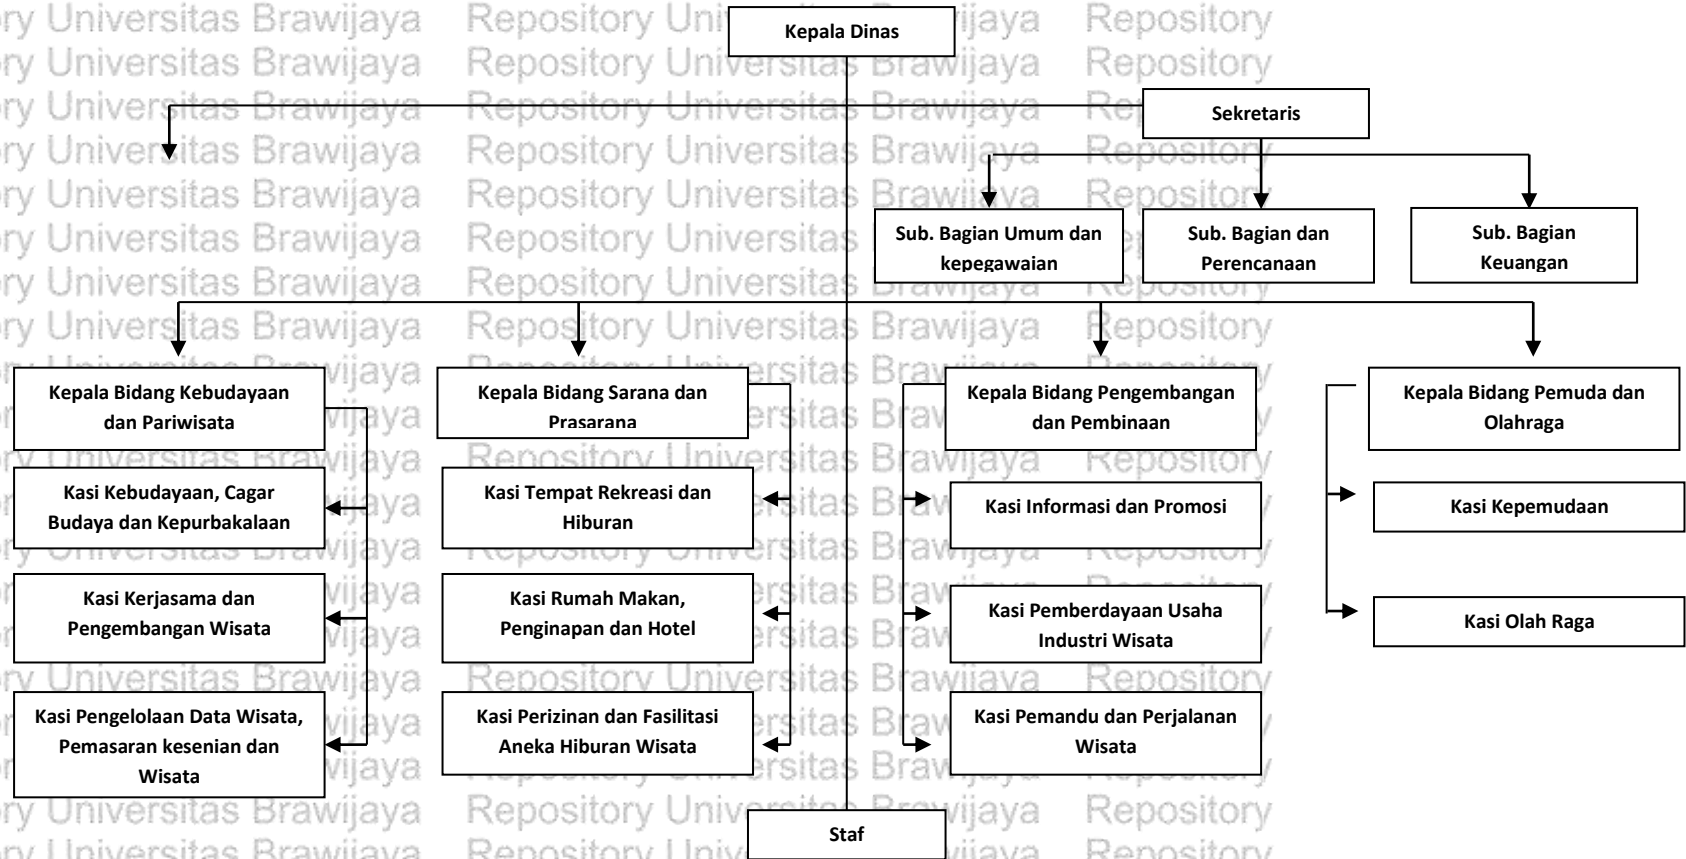 Kepala Dinas
Sekretaris
Sub. Bagian Umum dan
kepegawaian
Sub. Bagian dan
Perencanaan
Sub. Bagian
Keuangan
Kepala Bidang Kebudayaan
dan Pariwisata
Kepala Bidang Sarana dan
Prasarana
Kepala Bidang Pengembangan
dan Pembinaan
Kepala Bidang Pemuda dan
Olahraga
Kasi Kebudayaan, Cagar
Budaya dan Kepurbakalaan
Kasi Tempat Rekreasi dan
Hiburan
Kasi Informasi dan Promosi
Kasi Kepemudaan
Kasi Kerjasama dan
Pengembangan Wisata
Kasi Rumah Makan,
Penginapan dan Hotel
Kasi Pemberdayaan Usaha
Industri Wisata
Kasi Olah Raga
Kasi Pengelolaan Data Wisata,
Pemasaran kesenian dan
Wisata
Kasi Perizinan dan Fasilitasi
Aneka Hiburan Wisata
Kasi Pemandu dan Perjalanan
Wisata
Staf
Repository Universitas Brawijaya